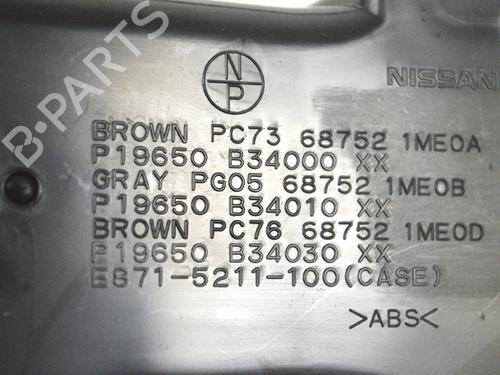 N
P
NISSAN
BROWN PC73 68752 1ME0A
P19650 B34000 XX
GRAY PG05 68752 1ME0B
P19650 B34010 XX
BROWN PC76 68752 1ME0D
P19650 B34030 XX
E871-5211-100(CASE)
>ABS<